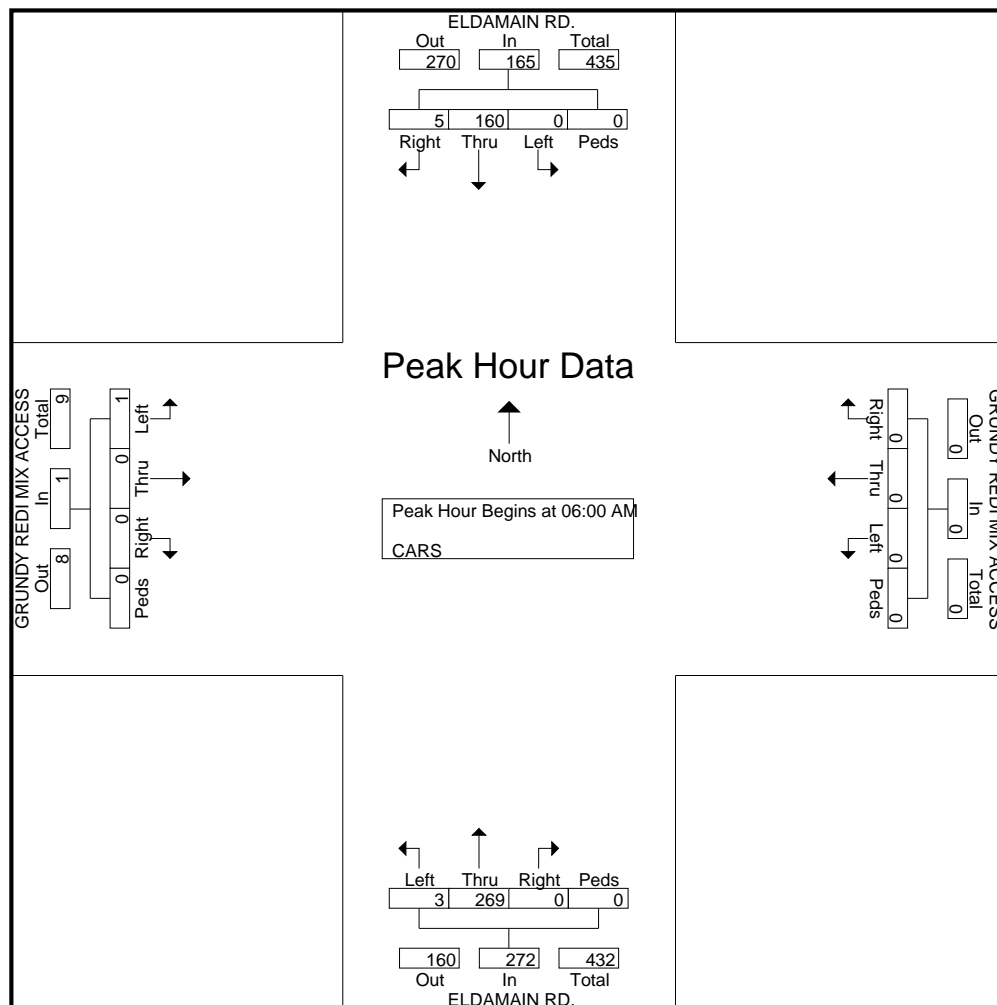 ELDAMAIN RD.
Out In Total
270 165 435
5 160 0 0
Right Thru Left Peds
Peak Hour Data
North
Peak Hour Begins at 06:00 AM
CARS
GRUNDY REDI MIX ACCESS
Out In Total
8 1 9
1 0 0 0
Left Thru Right Peds
GRUNDY REDI MIX ACCESS
Out In Total
0 0 0
0 0 0 0
Right Thru Left Peds
Left Thru Right Peds
3 269 0 0
160 272 432
Out In Total
ELDAMAIN RD.